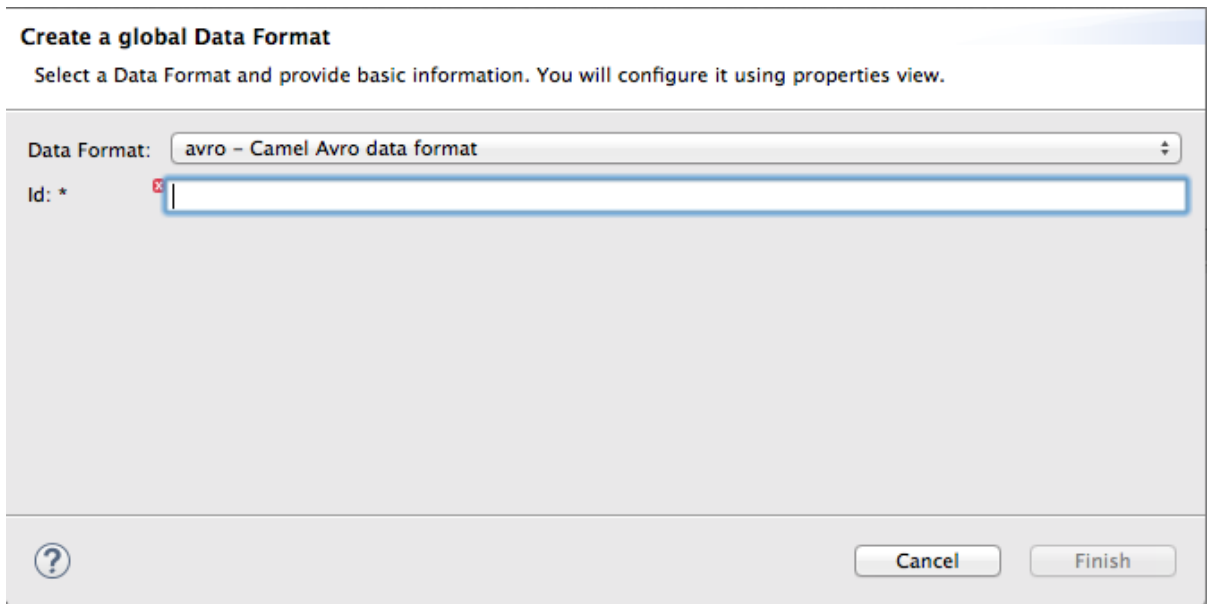 Create a global Data Format
Select a Data Format and provide basic information. You will configure it using properties view.
Data Format: avro – Camel Avro data format
Id: *
? Cancel Finish